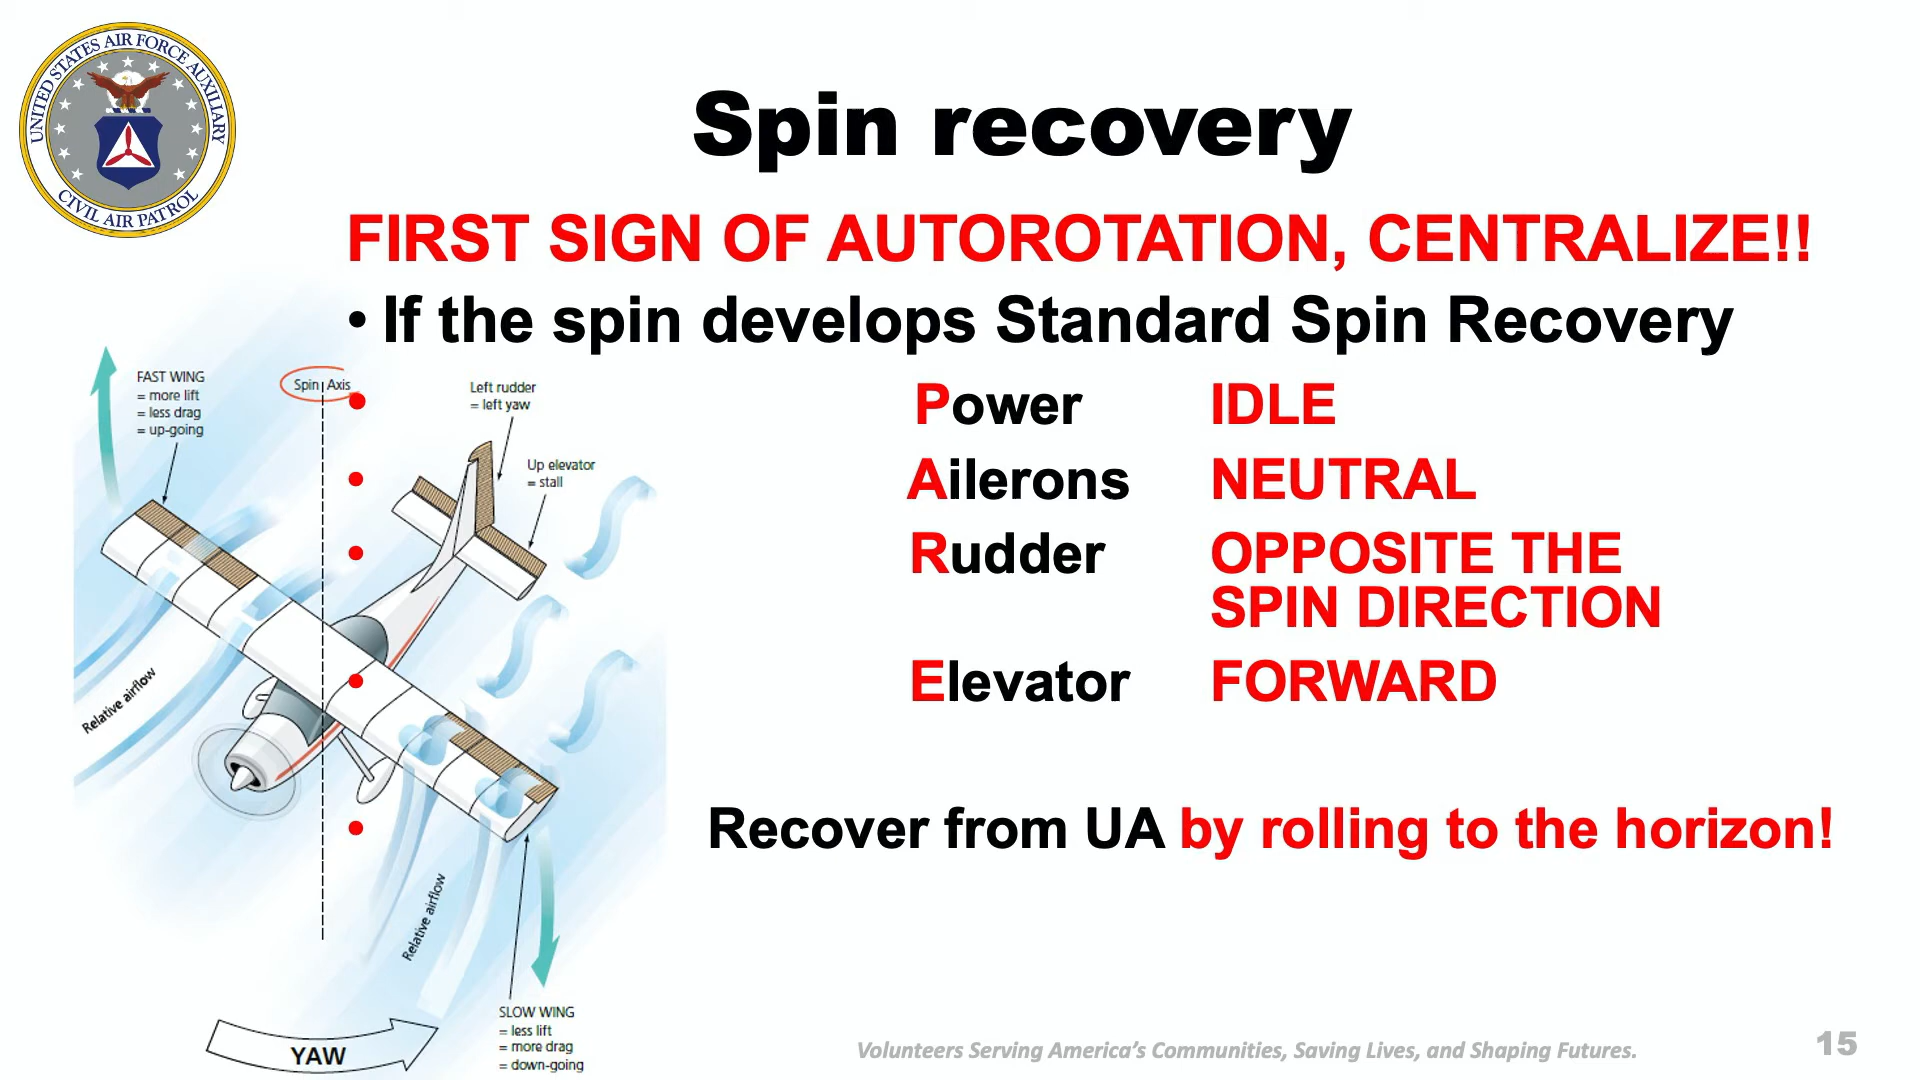 UNITED STATES AIR FORCE AUXILIARY
CIVIL AIR PATROL
Spin recovery
FIRST SIGN OF AUTOROTATION, CENTRALIZE!!
• If the spin develops Standard Spin Recovery
• Power IDLE
• Ailerons NEUTRAL
• Rudder OPPOSITE THE
SPIN DIRECTION
• Elevator FORWARD
• Recover from UA by rolling to the horizon!
FAST WING
= more lift
= less drag
= up-going
Spin Axis
Left rudder
= left yaw
Up elevator
= stall
Relative airflow
Relative airflow
SLOW WING
= less lift
= more drag
= down-going
YAW
Volunteers Serving America's Communities, Saving Lives, and Shaping Futures.
15